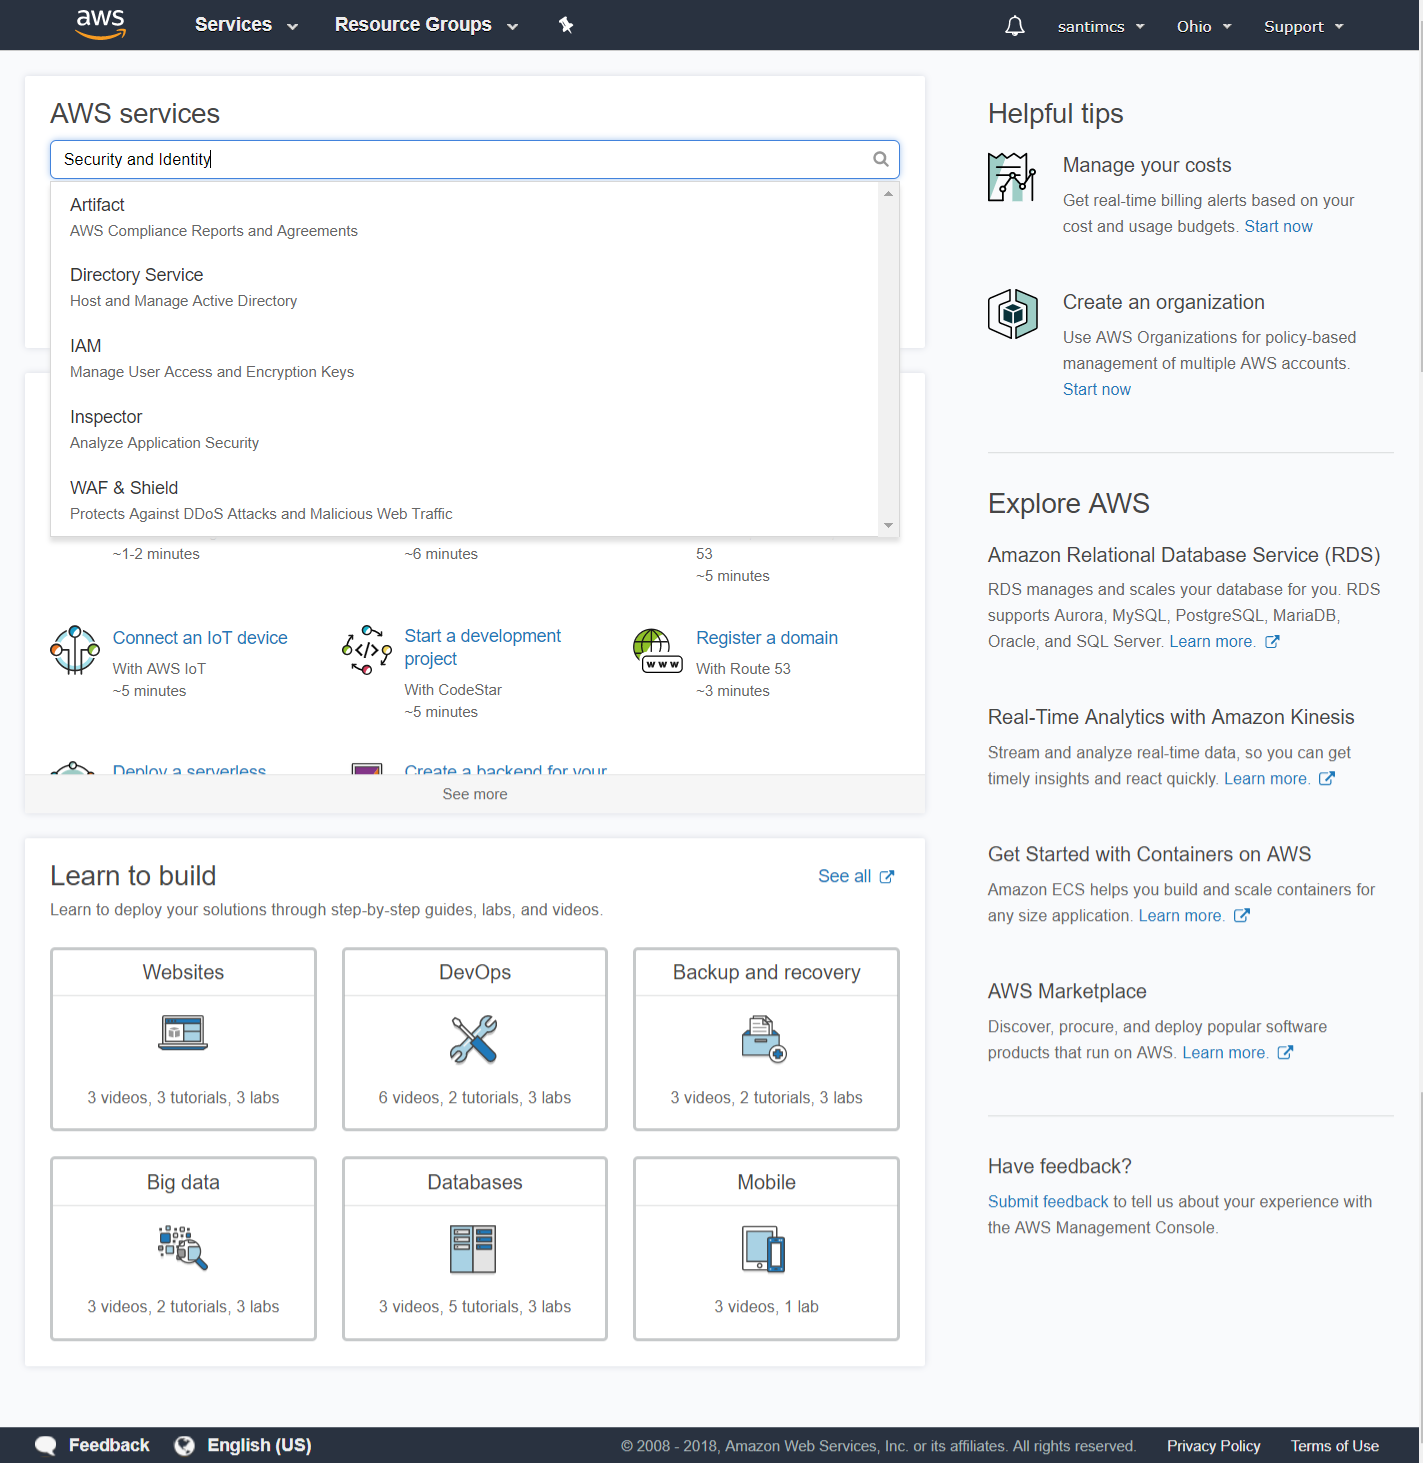 aws
Services
Resource Groups
santimcs
Ohio
Support
AWS services
Security and Identity
Artifact
AWS Compliance Reports and Agreements
Directory Service
Host and Manage Active Directory
IAM
Manage User Access and Encryption Keys
Inspector
Analyze Application Security
WAF & Shield
Protects Against DDoS Attacks and Malicious Web Traffic
~1-2 minutes
~6 minutes
53
~5 minutes
Connect an IoT device
With AWS IoT
~5 minutes
Start a development
project
With CodeStar
~5 minutes
www
Register a domain
With Route 53
~3 minutes
Deploy a serverless
Create a backend for your
See more
Learn to build
See all
Learn to deploy your solutions through step-by-step guides, labs, and videos.
Websites
3 videos, 3 tutorials, 3 labs
DevOps
6 videos, 2 tutorials, 3 labs
Backup and recovery
3 videos, 2 tutorials, 3 labs
Big data
3 videos, 2 tutorials, 3 labs
Databases
3 videos, 5 tutorials, 3 labs
Mobile
3 videos, 1 lab
Helpful tips
Manage your costs
Get real-time billing alerts based on your
cost and usage budgets. Start now
Create an organization
Use AWS Organizations for policy-based
management of multiple AWS accounts.
Start now
Explore AWS
Amazon Relational Database Service (RDS)
RDS manages and scales your database for you. RDS
supports Aurora, MySQL, PostgreSQL, MariaDB,
Oracle, and SQL Server. Learn more.
Real-Time Analytics with Amazon Kinesis
Stream and analyze real-time data, so you can get
timely insights and react quickly. Learn more.
Get Started with Containers on AWS
Amazon ECS helps you build and scale containers for
any size application. Learn more.
AWS Marketplace
Discover, procure, and deploy popular software
products that run on AWS. Learn more.
Have feedback?
Submit feedback to tell us about your experience with
the AWS Management Console.
Feedback
English (US)
© 2008 - 2018, Amazon Web Services, Inc. or its affiliates. All rights reserved.
Privacy Policy
Terms of Use